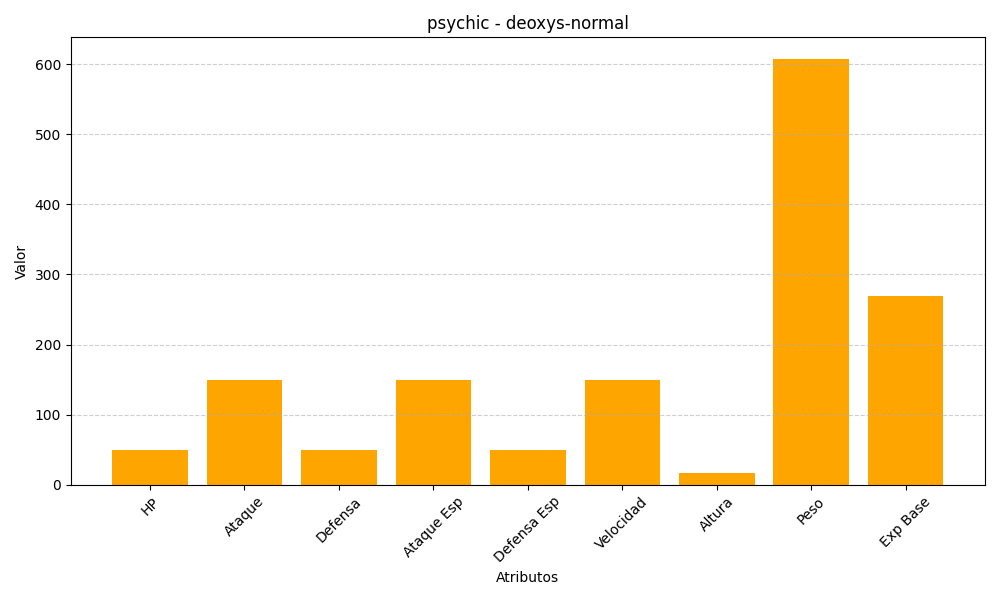 psychic - deoxys-normal
Valor
600
500
400
300
200
100
0
HP
Ataque
Defensa
Ataque Esp
Defensa Esp
Velocidad
Altura
Peso
Exp Base
Atributos